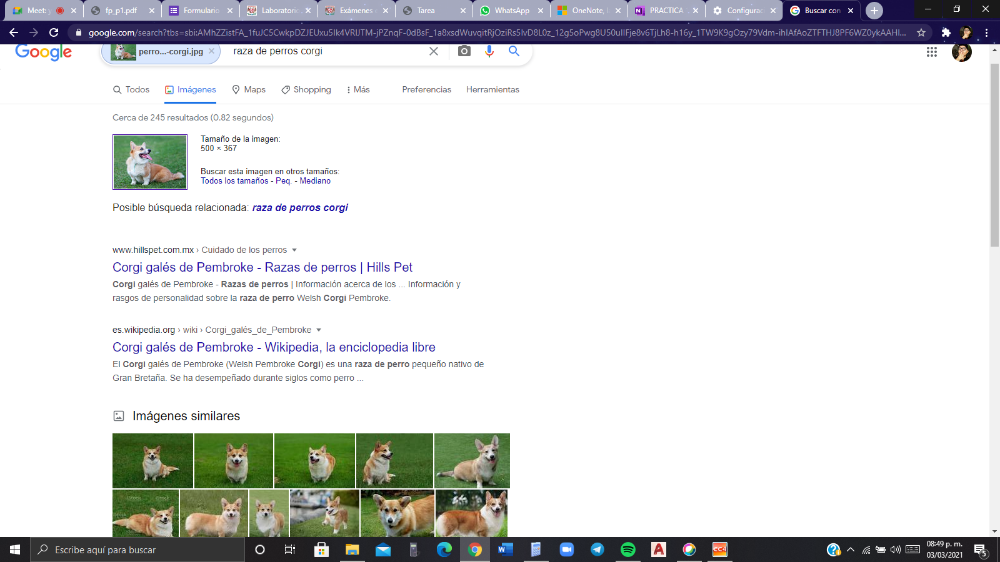 Meet: y
fp_p1.pdf
Formulario
Laboratorio
Exámenes e
Tarea
WhatsApp
OneNote, l
PRACTICA
Configurac
Buscar con
google.com/search?tbs=sbi:
Google
perro...-corgi.jpg
raza de perros corgi
Todos
Imágenes
Maps
Shopping
Más
Preferencias
Herramientas
Cerca de 245 resultados (0.82 segundos)
Tamaño de la imagen:
500 × 367
Buscar esta imagen en otros tamaños:
Todos los tamaños - Peq. - Mediano
Posible búsqueda relacionada: raza de perros corgi
www.hillspet.com.mx › Cuidado de los perros
Corgi galés de Pembroke - Razas de perros | Hills Pet
Corgi galés de Pembroke - Razas de perros | Información acerca de los ... Información y
rasgos de personalidad sobre la raza de perro Welsh Corgi Pembroke.
es.wikipedia.org › wiki › Corgi_galés_de_Pembroke
Corgi galés de Pembroke - Wikipedia, la enciclopedia libre
El Corgi galés de Pembroke (Welsh Pembroke Corgi) es una raza de perro pequeño nativo de
Gran Bretaña. Se ha desempeñado durante siglos como perro ...
Imágenes similares
iStock
iStock
Escribe aquí para buscar
CC4
08:49 p. m.
03/03/2021
5